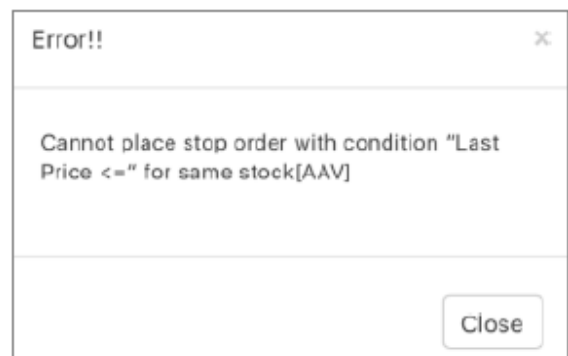 Error!!
×
Cannot place stop order with condition "Last
Price <=" for same stock[AAV]
Close